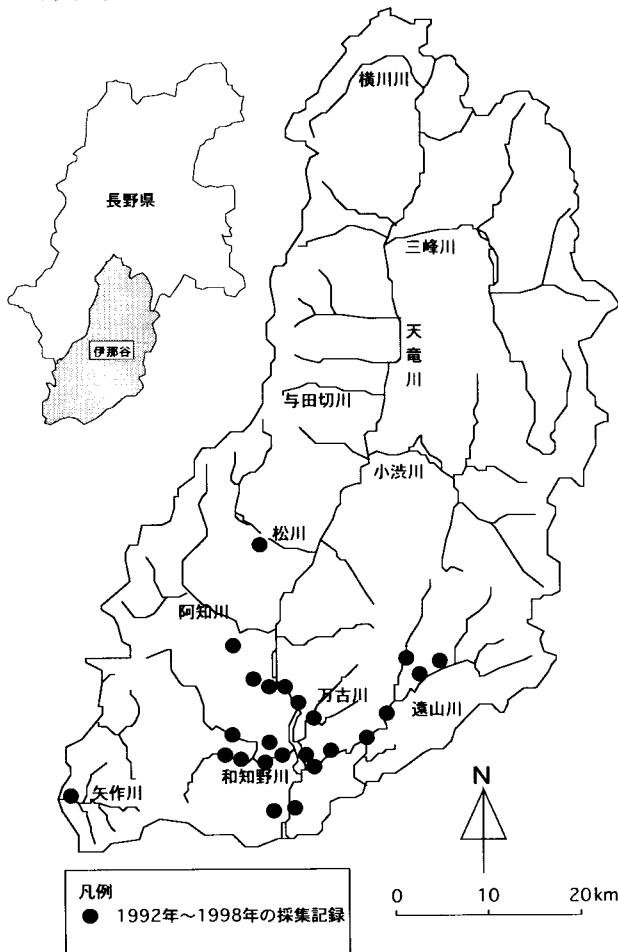 横川川
長野県
三峰川
伊那谷
天竜川
与田切川
小渋川
松川
阿知川
万古川
遠山川
和知野川
矢作川
N
凡例
● 1992年～1998年の採集記録
0 10 20km